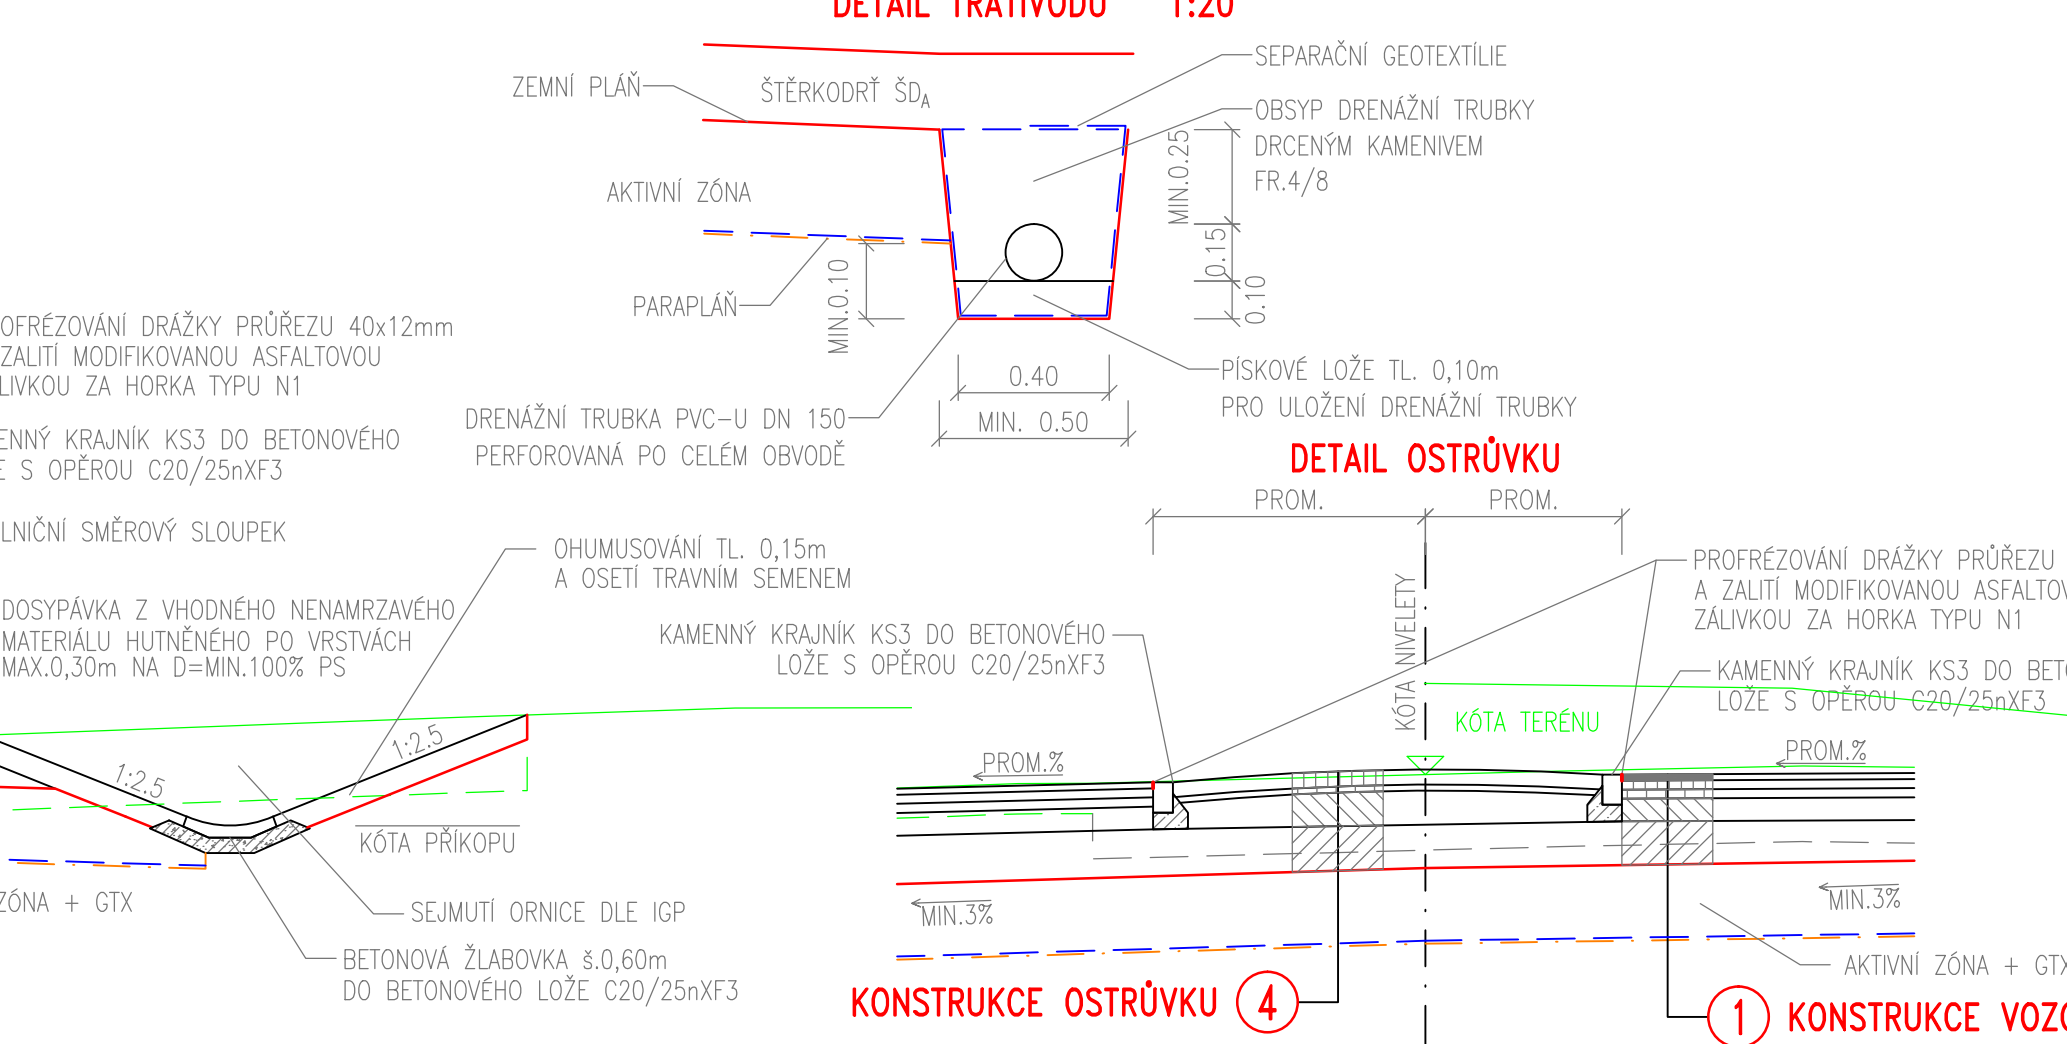 DETAIL TRATIVODU 1:20
ZEMNÍ PLÁŇ
ŠTĚRKODRŤ ŠDA
SEPARAČNÍ GEOTEXTÍLIE
OBSYP DRENÁŽNÍ TRUBKY
DRCENÝM KAMENIVEM
FR.4/8
AKTIVNÍ ZÓNA
MIN.0.25
0.15
0.10
MIN.0.10
PARAPLÁŇ
PÍSKOVÉ LOŽE TL. 0,10m
PRO ULOŽENÍ DRENÁŽNÍ TRUBKY
0.40
MIN. 0.50
DRENÁŽNÍ TRUBKA PVC-U DN 150
PERFOROVANÁ PO CELÉM OBVODĚ
OFRÉZOVÁNÍ DRÁŽKY PRŮŘEZU 40x12mm
ZALITÍ MODIFIKOVANOU ASFALTOVOU
LIVKOU ZA HORKA TYPU N1
ENNÝ KRAJNÍK KS3 DO BETONOVÉHO
E S OPĚROU C20/25nXF3
LNIČNÍ SMĚROVÝ SLOUPEK
OHUMUSOVÁNÍ TL. 0,15m
A OSETÍ TRAVNÍM SEMENEM
DOSYPÁVKA Z VHODNÉHO NENAMRZAVÉHO
MATERIÁLU HUTNĚNÉHO PO VRSTVÁCH
MAX.0,30m NA D=MIN.100% PS
1:2.5
1:2.5
KÓTA PŘÍKOPU
ZÓNA + GTX
SEJMUTÍ ORNICE DLE IGP
BETONOVÁ ŽLABOVKA š.0,60m
DO BETONOVÉHO LOŽE C20/25nXF3
DETAIL OSTRŮVKU
PROM.
PROM.
KÓTA NIVELETY
PROFRÉZOVÁNÍ DRÁŽKY PRŮŘEZU
A ZALITÍ MODIFIKOVANOU ASFALTOV
ZÁLIVKOU ZA HORKA TYPU N1
KAMENNÝ KRAJNÍK KS3 DO BETONOVÉHO
LOŽE S OPĚROU C20/25nXF3
KAMENNÝ KRAJNÍK KS3 DO BETO
LOŽE S OPĚROU C20/25nXF3
KÓTA TERÉNU
PROM.%
PROM.%
MIN.3%
MIN.3%
AKTIVNÍ ZÓNA + GTX
KONSTRUKCE OSTRŮVKU 4
1 KONSTRUKCE VOZO